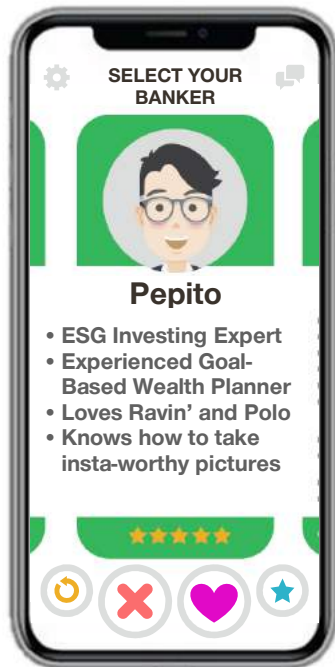 SELECT YOUR
BANKER
Pepito
• ESG Investing Expert
• Experienced Goal-
Based Wealth Planner
• Loves Ravin’ and Polo
• Knows how to take
insta-worthy pictures